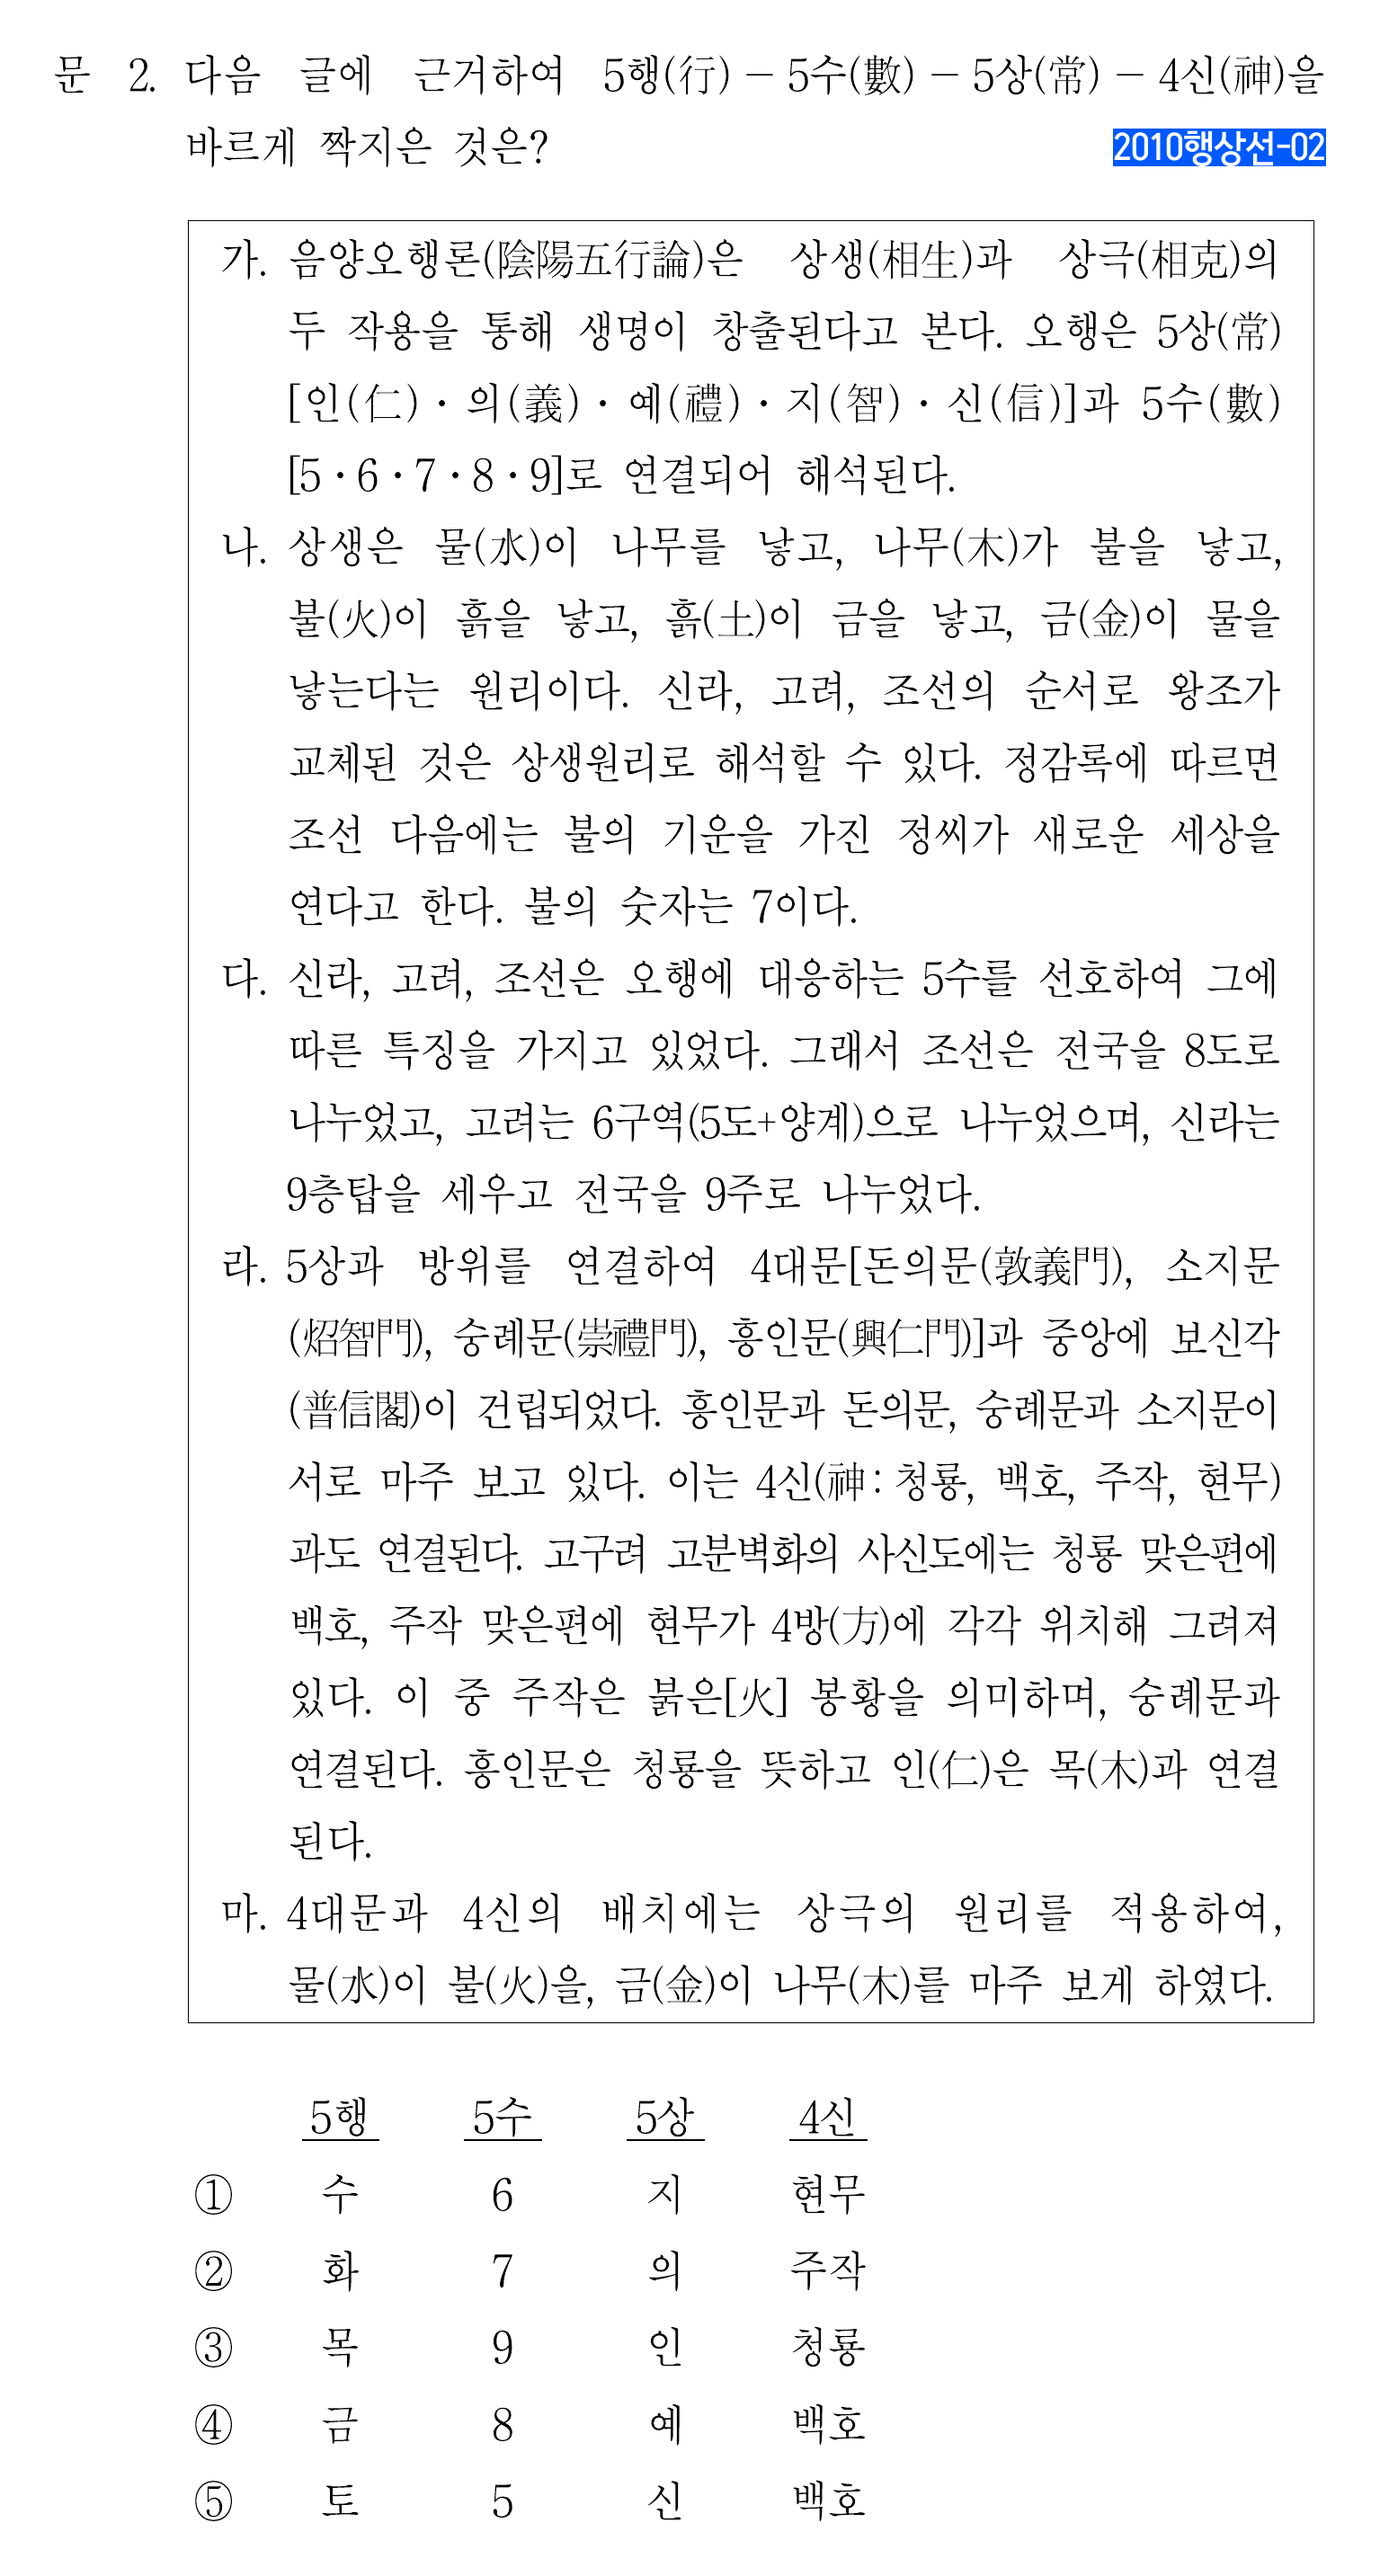 문 2. 다음 글에 근거하여 5행(行) − 5수(數) − 5상(常) − 4신(神)을
바르게 짝지은 것은?
2010행상선-02
가. 음양오행론(陰陽五行論)은 상생(相生)과 상극(相克)의
두 작용을 통해 생명이 창출된다고 본다. 오행은 5상(常)
[인(仁)·의(義)·예(禮)·지(智)·신(信)]과 5수(數)
[5·6·7·8·9]로 연결되어 해석된다.
나. 상생은 물(水)이 나무를 낳고, 나무(木)가 불을 낳고,
불(火)이 흙을 낳고, 흙(土)이 금을 낳고, 금(金)이 물을
낳는다는 원리이다. 신라, 고려, 조선의 순서로 왕조가
교체된 것은 상생원리로 해석할 수 있다. 정감록에 따르면
조선 다음에는 불의 기운을 가진 정씨가 새로운 세상을
연다고 한다. 불의 숫자는 7이다.
다. 신라, 고려, 조선은 오행에 대응하는 5수를 선호하여 그에
따른 특징을 가지고 있었다. 그래서 조선은 전국을 8도로
나누었고, 고려는 6구역(5도+양계)으로 나누었으며, 신라는
9층탑을 세우고 전국을 9주로 나누었다.
라. 5상과 방위를 연결하여 4대문[돈의문(敦義門), 소지문
(炤智門), 숭례문(崇禮門), 흥인문(興仁門)]과 중앙에 보신각
(普信閣)이 건립되었다. 흥인문과 돈의문, 숭례문과 소지문이
서로 마주 보고 있다. 이는 4신(神: 청룡, 백호, 주작, 현무)
과도 연결된다. 고구려 고분벽화의 사신도에는 청룡 맞은편에
백호, 주작 맞은편에 현무가 4방(方)에 각각 위치해 그려져
있다. 이 중 주작은 붉은[火] 봉황을 의미하며, 숭례문과
연결된다. 흥인문은 청룡을 뜻하고 인(仁)은 목(木)과 연결
된다.
마. 4대문과 4신의 배치에는 상극의 원리를 적용하여,
물(水)이 불(火)을, 금(金)이 나무(木)를 마주 보게 하였다.
5행 5수 5상 4신
① 수 6 지 현무
② 화 7 의 주작
③ 목 9 인 청룡
④ 금 8 예 백호
⑤ 토 5 신 백호